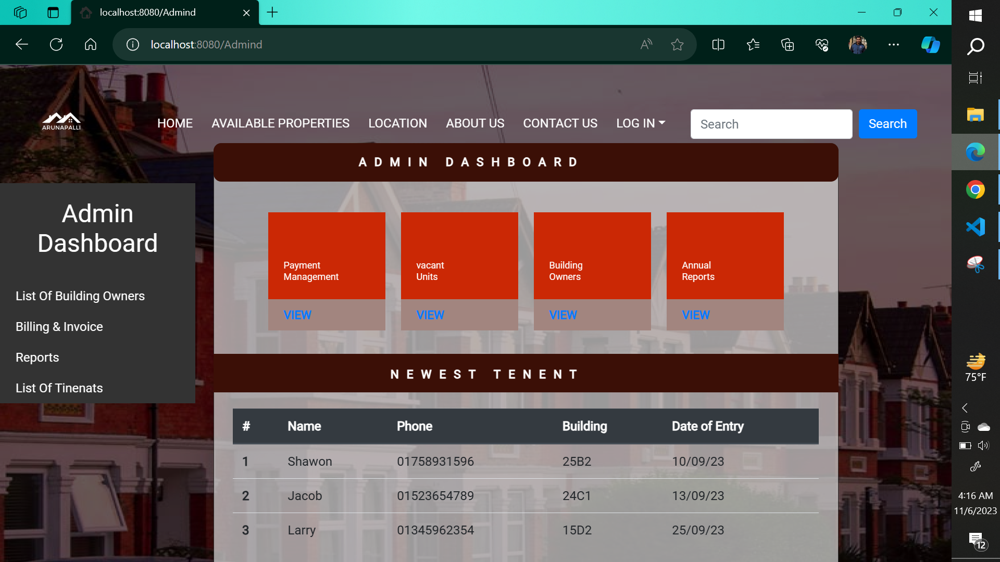 localhost:8080/Admind
localhost:8080/Admind
ARUNAPALLI
HOME AVAILABLE PROPERTIES LOCATION ABOUT US CONTACT US LOG IN Search Search
ADMIN DASHBOARD
Admin
Dashboard
List Of Building Owners
Billing & Invoice
Reports
List Of Tinenats
Payment
Management
VIEW
vacant
Units
VIEW
Building
Owners
VIEW
Annual
Reports
VIEW
NEWEST TENENT
# Name Phone Building Date of Entry
1 Shawon 01758931596 25B2 10/09/23
2 Jacob 01523654789 24C1 13/09/23
3 Larry 01345962354 15D2 25/09/23
75°F
4:16 AM
11/6/2023
12